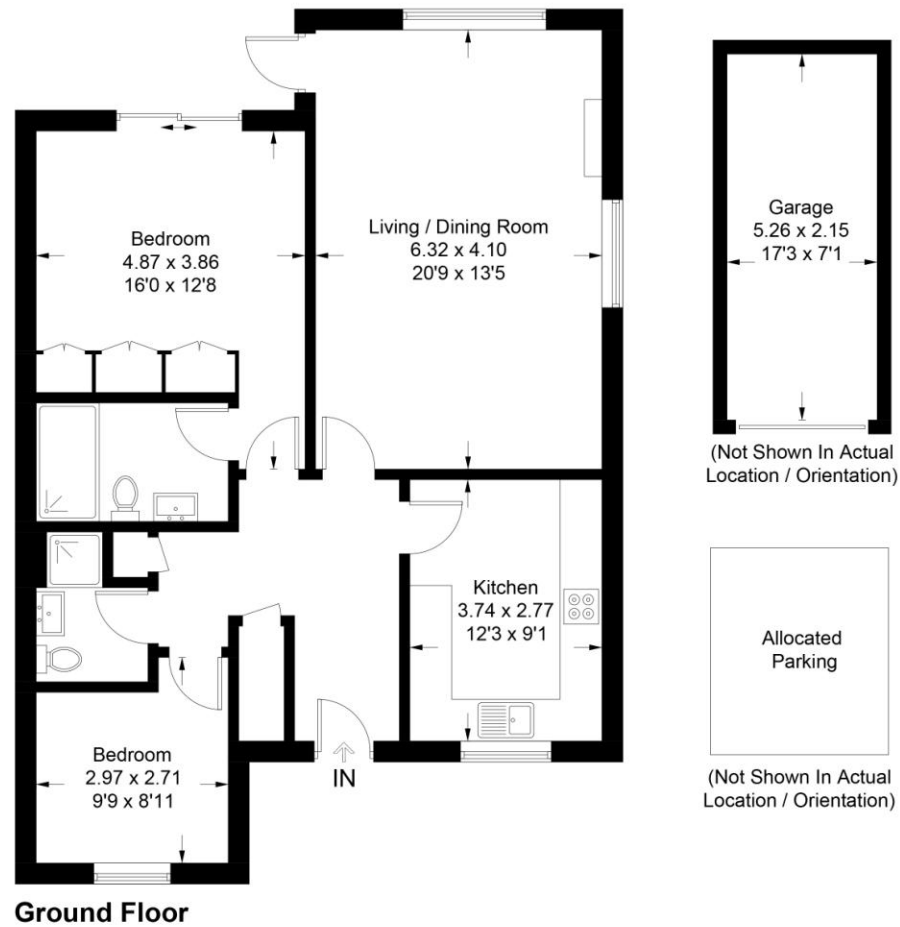 Bedroom
4.87 x 3.86
16'0 x 12'8
Living / Dining Room
6.32 x 4.10
20'9 x 13'5
Garage
5.26 x 2.15
17'3 x 7'1
(Not Shown In Actual
Location / Orientation)
Kitchen
3.74 x 2.77
12'3 x 9'1
Allocated
Parking
(Not Shown In Actual
Location / Orientation)
Bedroom
2.97 x 2.71
9'9 x 8'11
IN
Ground Floor